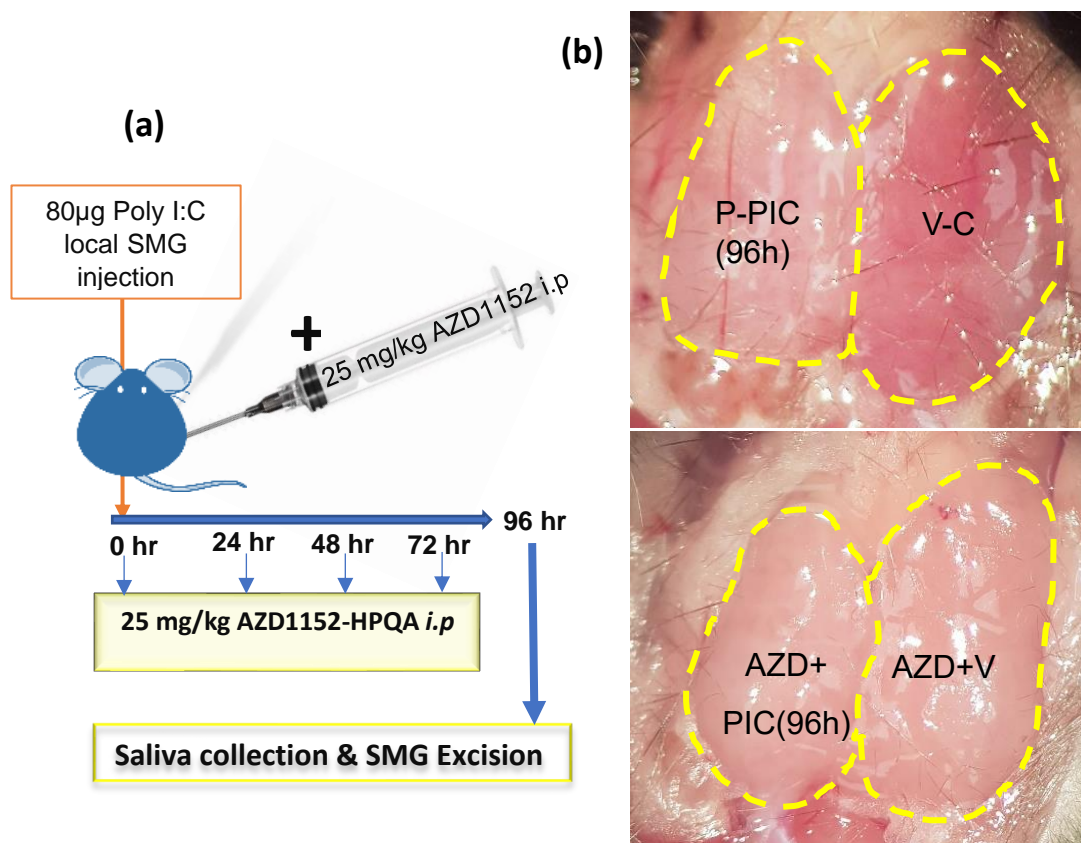 (a)
80µg Poly I:C
local SMG
injection
+
25 mg/kg AZD1152 i.p
0 hr
24 hr
48 hr
72 hr
96 hr
25 mg/kg AZD1152-HPQA i.p
Saliva collection & SMG Excision
(b)
P-PIC
(96h)
V-C
AZD+
PIC(96h)
AZD+V